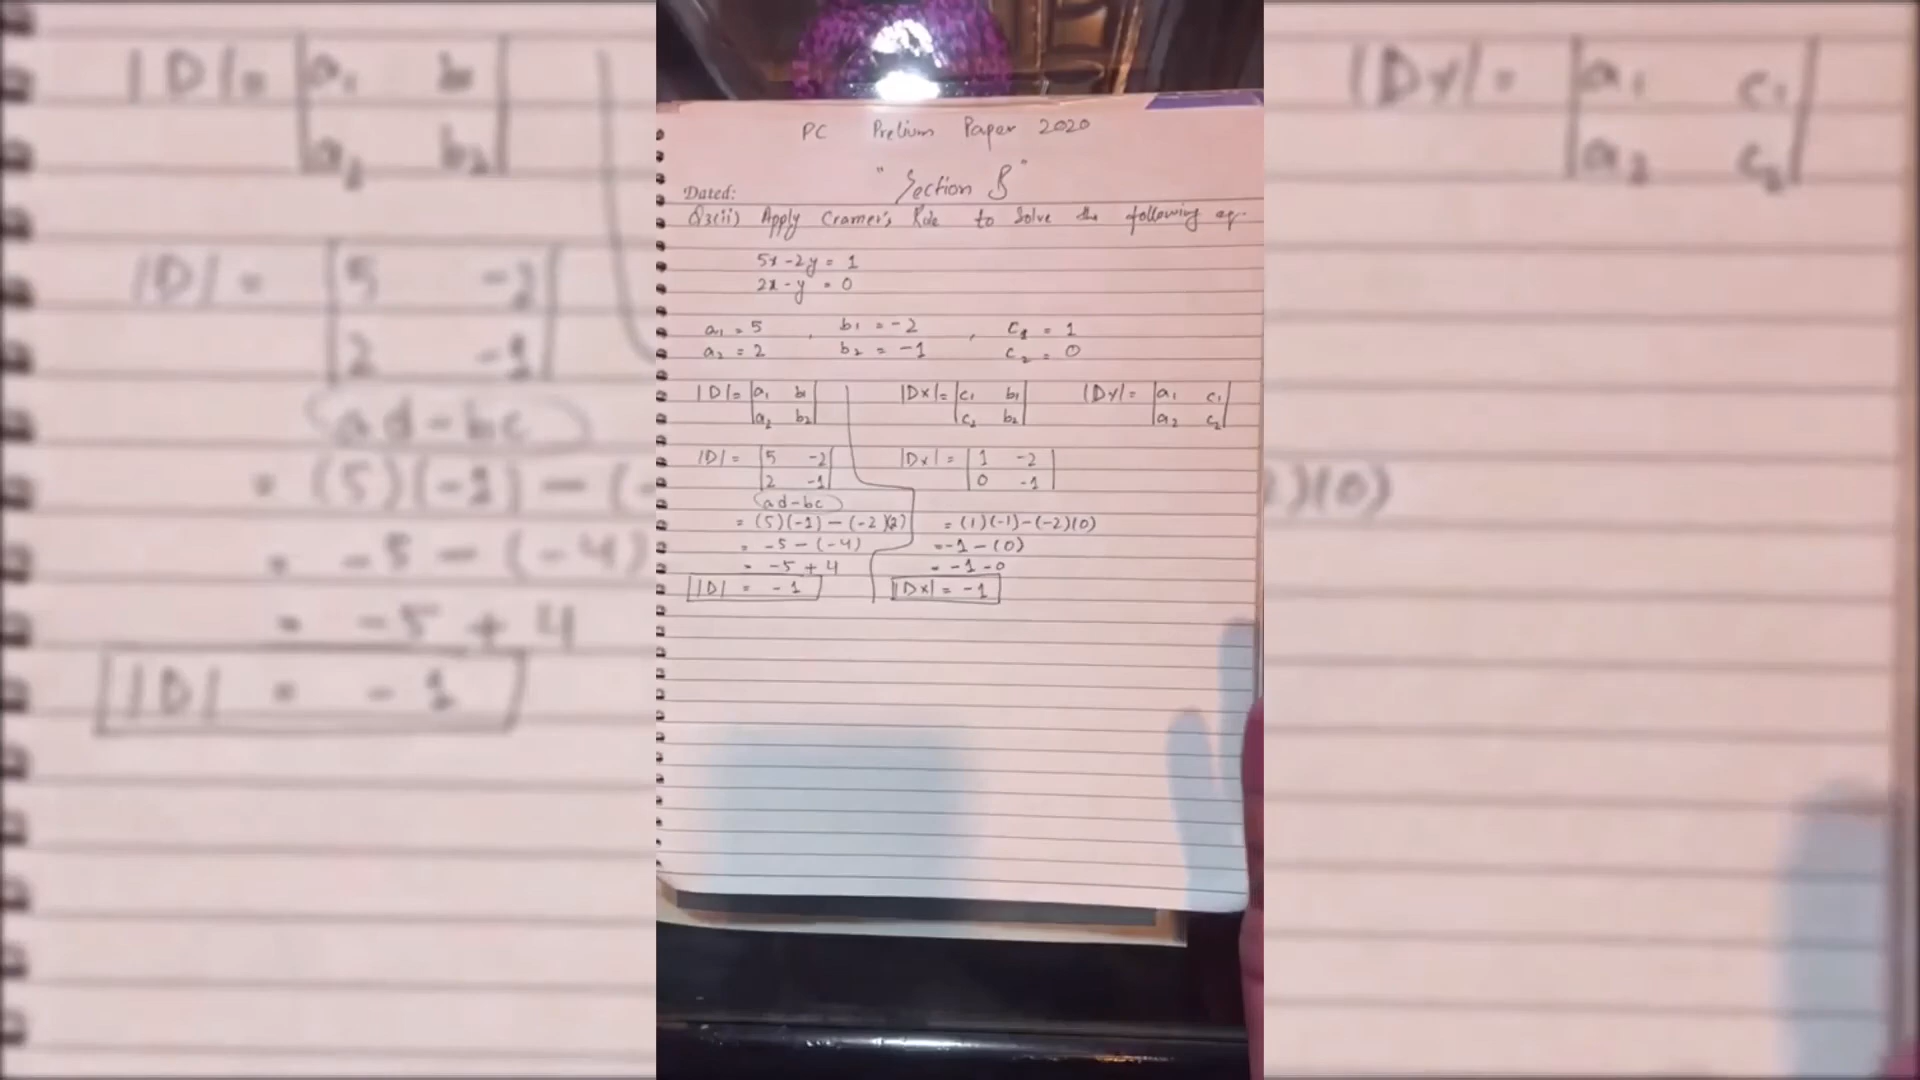 PC Prelium Paper 2020
"Section B"
Dated:
Q3(ii) Apply Cramer's Rule to Solve the following eq.
5x - 2y = 1
2x - y = 0
a₁ = 5 , b₁ = -2 , c₁ = 1
a₂ = 2 b₂ = -1 c₂ = 0
|D| = |a₁ b₁| |Dx| = |c₁ b₁| |Dy| = |a₁ c₁|
|a₂ b₂| |c₂ b₂| |a₂ c₂|
|D| = |5 -2| |Dx| = |1 -2|
|2 -1| |0 -1|
(ad-bc)
= (5)(-1) - (-2)(2) = (1)(-1)-(-2)(0)
= -5 - (-4) = -1 - (0)
= -5 + 4 = -1 - 0
|D| = -1 |Dx| = -1